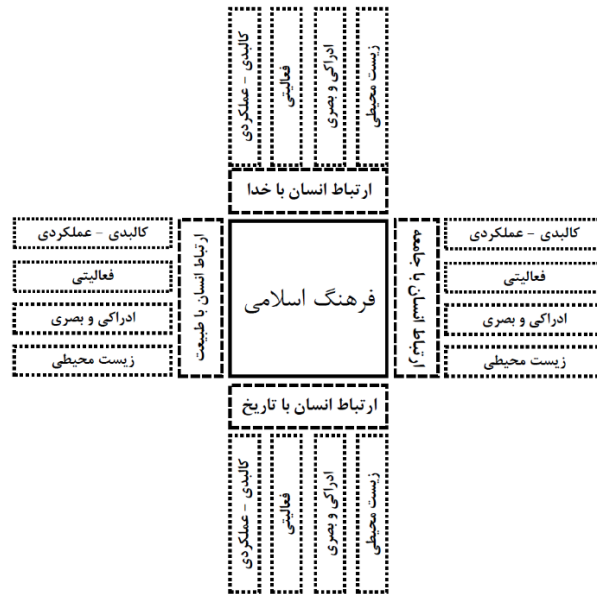 زیست محیطی
ادراکی و بصری
فعالیتی
کالبدی - عملکردی
ارتباط انسان با خدا
کالبدی - عملکردی
فعالیتی
ادراکی و بصری
زیست محیطی
ارتباط انسان با جامعه
فرهنگ اسلامی
ارتباط انسان با طبیعت
کالبدی - عملکردی
فعالیتی
ادراکی و بصری
زیست محیطی
ارتباط انسان با تاریخ
زیست محیطی
ادراکی و بصری
فعالیتی
کالبدی - عملکردی